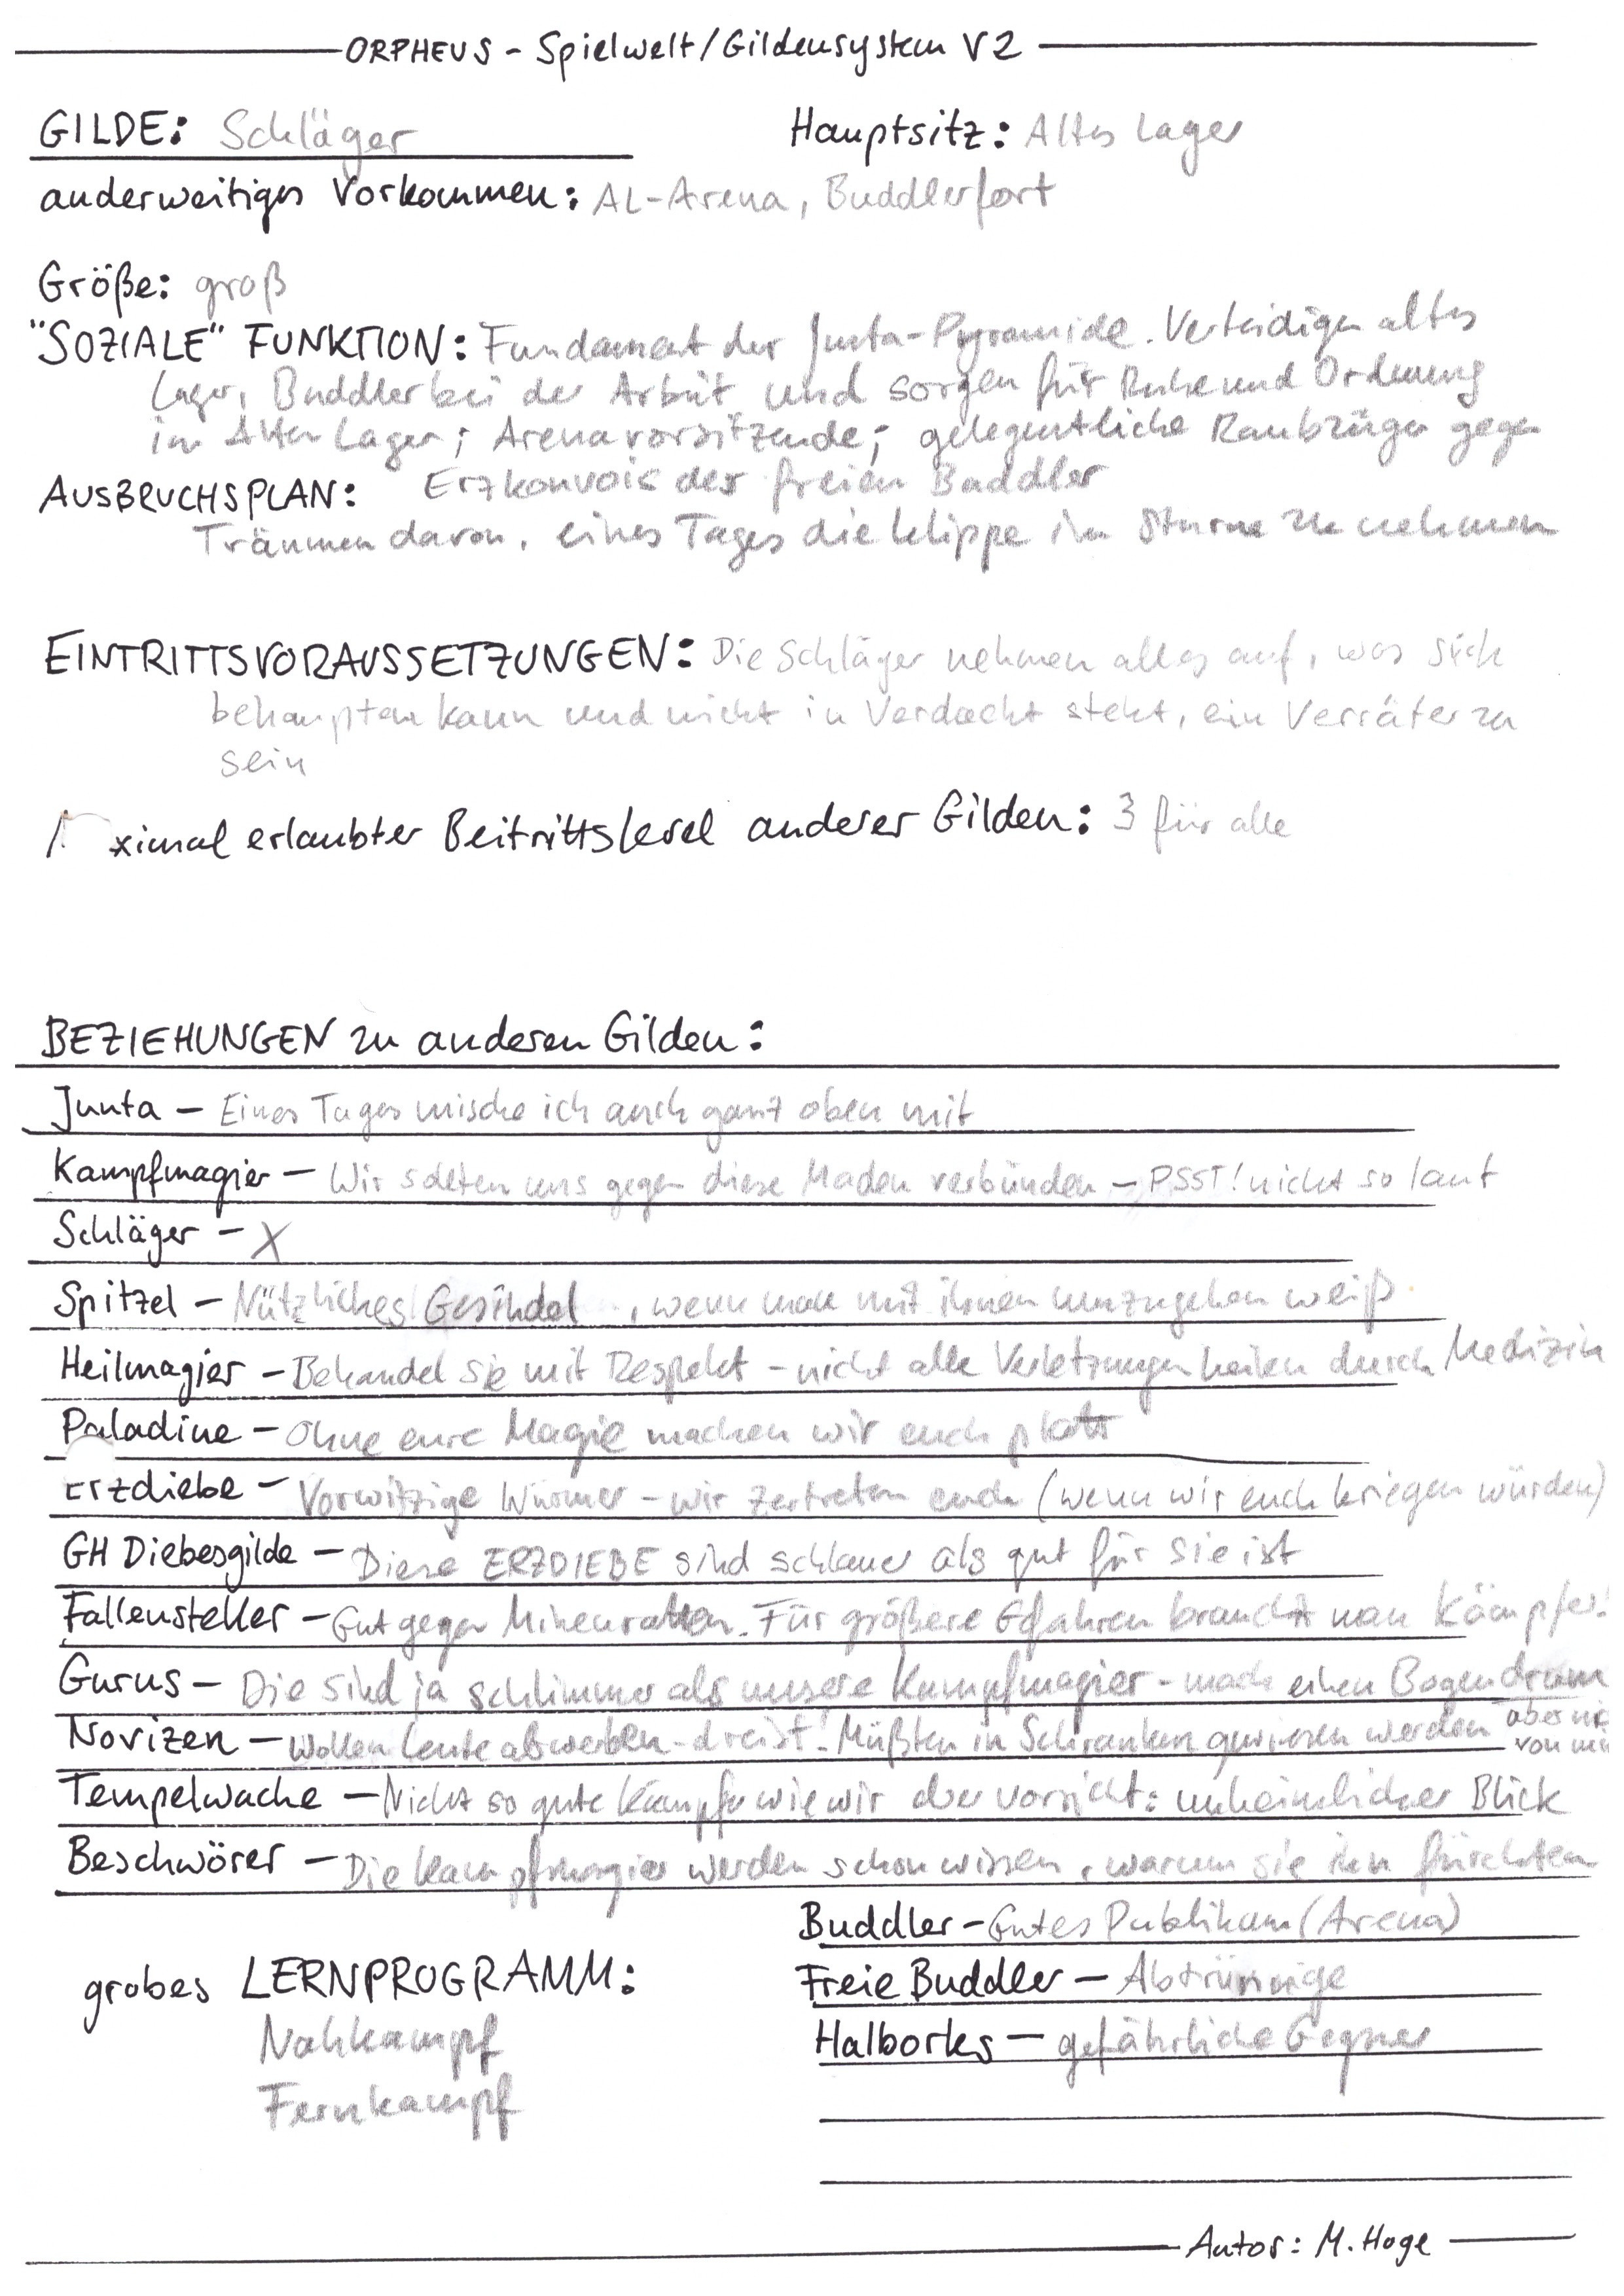 ORPHEUS - Spielwelt/Gildensystem V2
GILDE: Schläger
Hauptsitz: Altes Lager
anderweitiges Vorkommen: AL-Arena, Buddlerfort
Größe: groß
"SOZIALE" FUNKTION: Fundament der Junta-Pyramide. Verteidigen altes
Lager, Buddler bei der Arbeit und sorgen für Ruhe und Ordnung
im Alten Lager; Arenavorsitzende; gelegentliche Raubzüge gegen
Erzkonvois der freien Buddler
AUSBRUCHSPLAN:
Träumen davon, eines Tages die Klippe im Sturme zu nehmen
EINTRITTSVORAUSSETZUNGEN: Die Schläger nehmen alles auf, was sich
behaupten kann und nicht in Verdacht steht, ein Verräter zu
sein
ximal erlaubter Beitrittslevel anderer Gilden: 3 für alle
BEZIEHUNGEN zu anderen Gilden:
Junta - Eines Tages mische ich auch ganz oben mit
Kampfmagier - Wir sollten uns gegen diese Maden verbünden - PSST! nicht so laut
Schläger - X
Spitzel - Nützliches Gesindel, wenn man mit ihnen umzugehen weiß
Heilmagier - Behandel sie mit Respekt - nicht alle Verletzungen heilen durch Medizin
Paladine - Ohne eure Magie machen wir euch platt
Erzdiebe - Vorwitzige Würmer - wir zertreten euch (wenn wir euch kriegen würden)
GH Diebesgilde - Diese ERZDIEBE sind schlauer als gut für sie ist
Fallensteller - Gut gegen Minenratten. Für größere Gfahren braucht man Kämpfer!
Gurus - Die sind ja schlimmer als unsere Kampfmagier - mach einen Bogen drum
Novizen - Wollen Leute abwerben - dreist! Müßten in Schranken gewiesen werden aber
von
Tempelwache - Nicht so gute Kämpfer wie wir aber Vorsicht: unheimlicher Blick
Beschwörer - Die Kampfmagier werden schon wissen, warum sie ihn fürchten
Buddler - Gutes Publikum (Arena)
Freie Buddler - Abtrünnige
Halborks - gefährliche Gegner
grobes LERNPROGRAMM:
Nahkampf
Fernkampf
Autor: M. Hoge